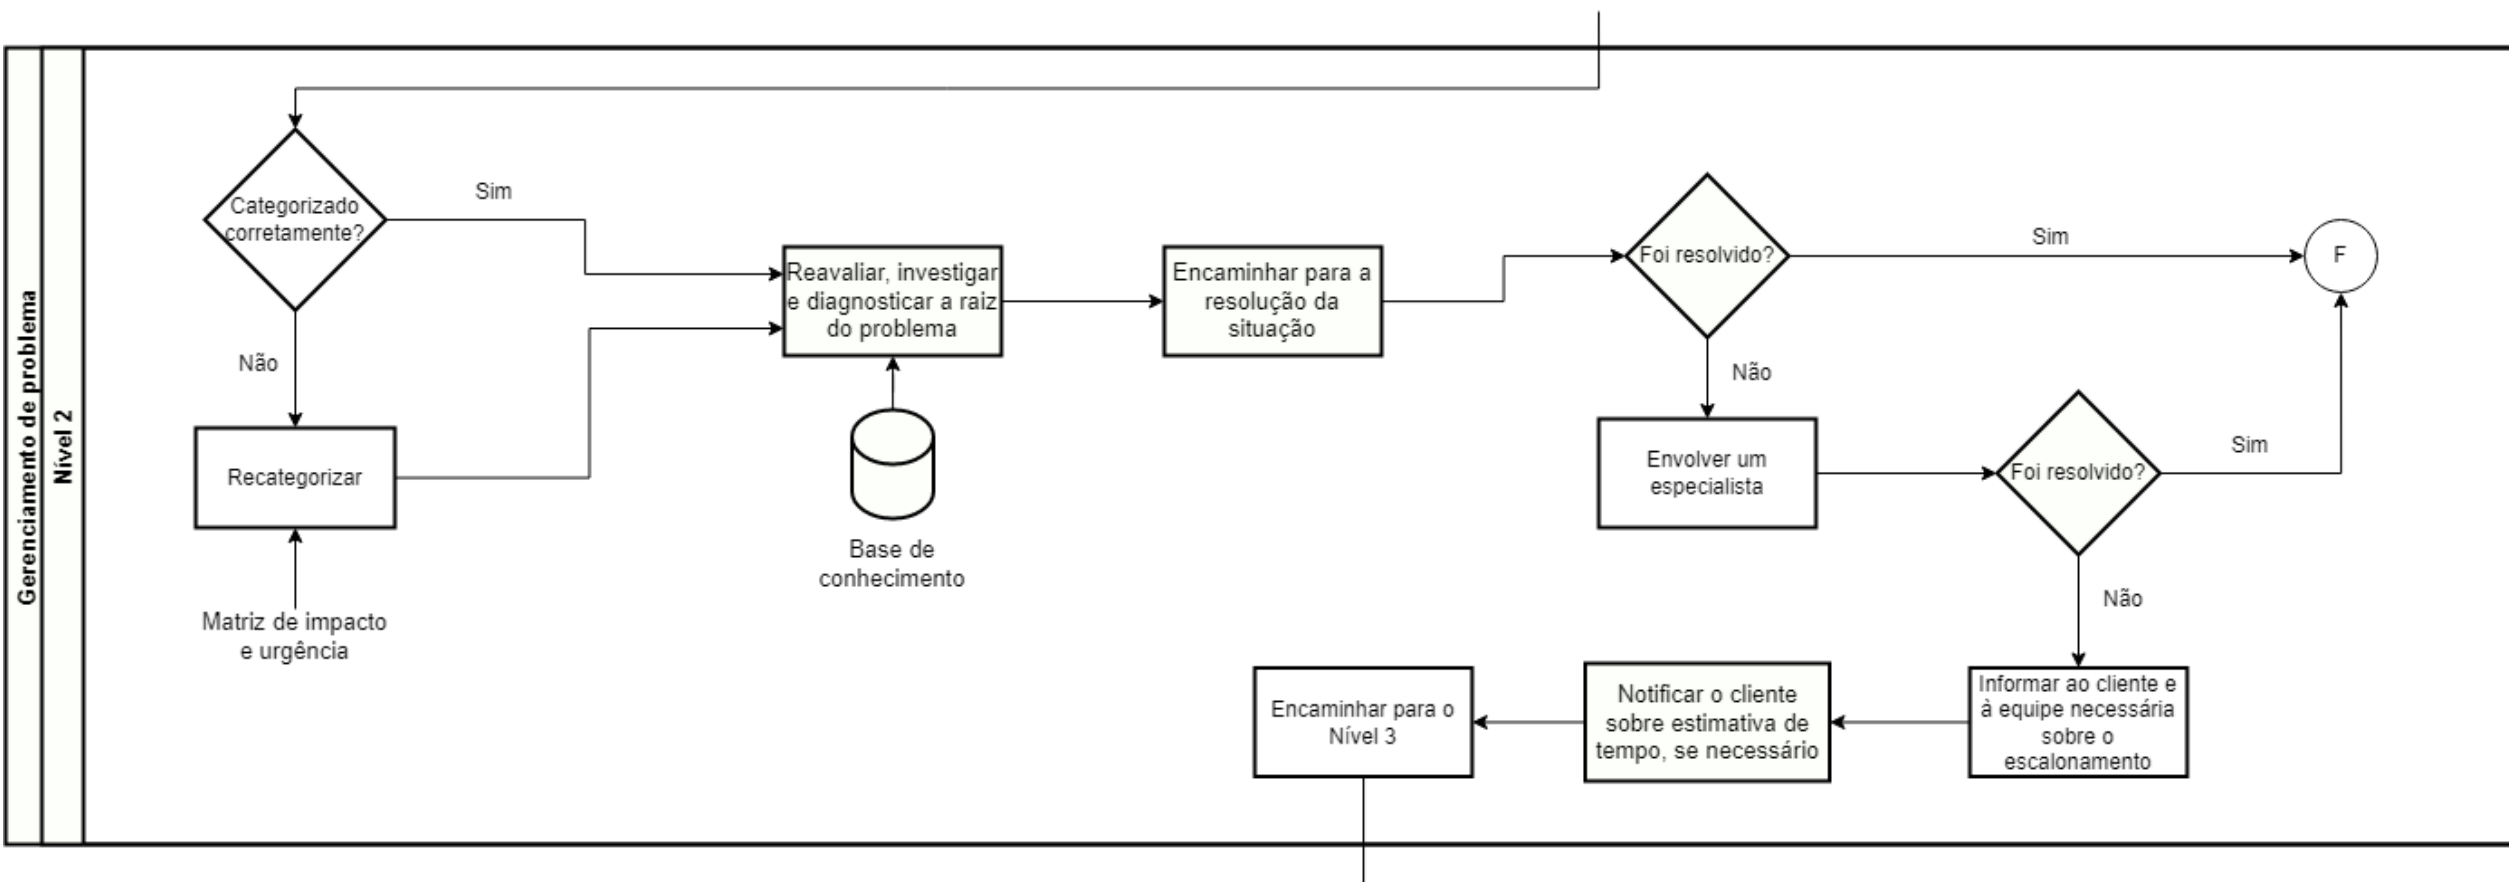 Gerenciamento de problema
Nível 2
Categorizado
corretamente?
Sim
Não
Recategorizar
Matriz de impacto
e urgência
Reavaliar, investigar
e diagnosticar a raiz
do problema
Base de
conhecimento
Encaminhar para a
resolução da
situação
Foi resolvido?
Sim
F
Não
Envolver um
especialista
Foi resolvido?
Sim
Não
Informar ao cliente e
à equipe necessária
sobre o
escalonamento
Notificar o cliente
sobre estimativa de
tempo, se necessário
Encaminhar para o
Nível 3